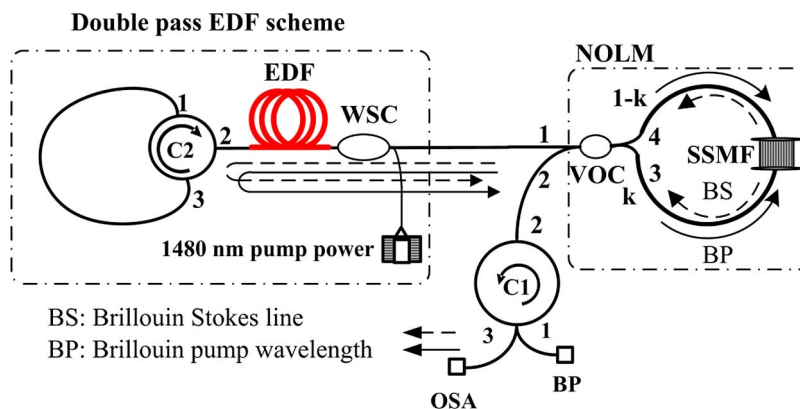 Double pass EDF scheme
EDF
WSC
1
C2
2
3
1480 nm pump power
NOLM
1-k
1
4
VOC
SSMF
3
2
k
BS
BP
2
C1
3
1
OSA
BP
BS: Brillouin Stokes line
BP: Brillouin pump wavelength